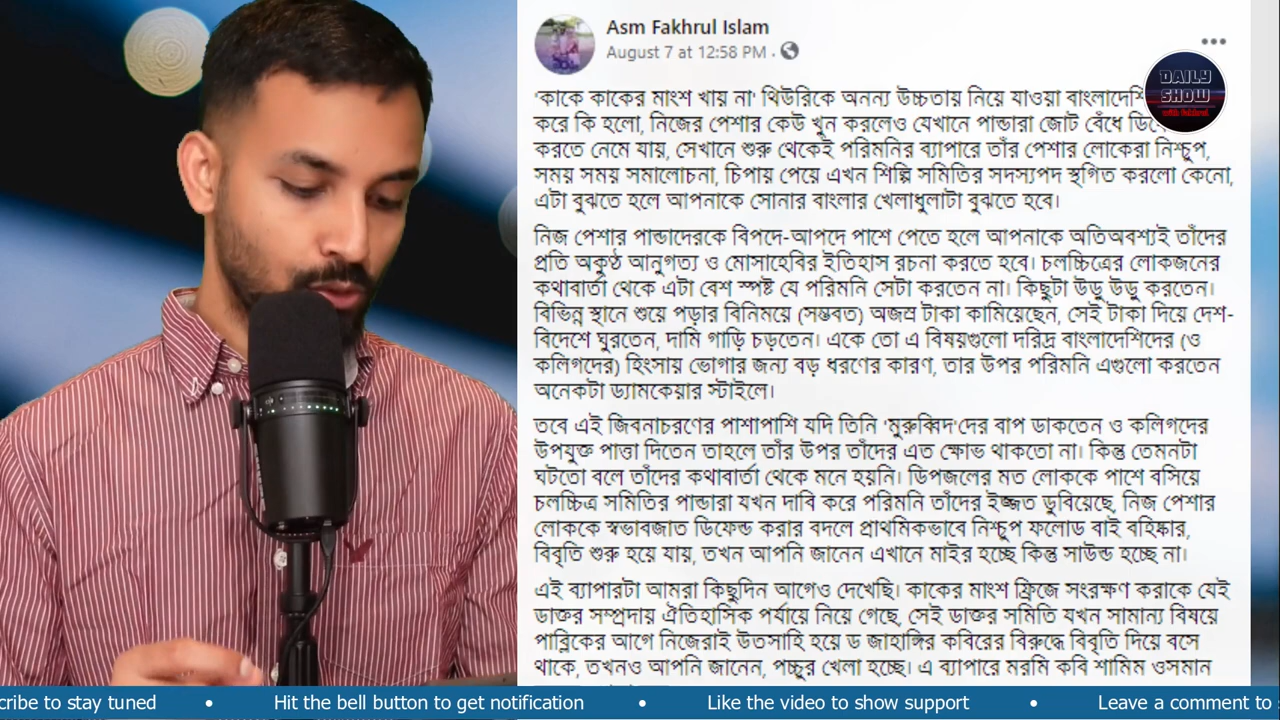 Asm Fakhrul Islam
August 7 at 12:58 PM ·
DAILY
SHOW
with Fakhrul
'কাকে কাকের মাংশ খায় না' থিউরিকে অনন্য উচ্চতায় নিয়ে যাওয়া
করে কি হলো, নিজের পেশার কেউ খুন করলেও যেখানে পান্ডারা জোট বেঁধে
করতে নেমে যায়, সেখানে শুরু থেকেই পরিমনির ব্যাপারে তাঁর পেশার লোকেরা নিশ্চুপ,
সময় সময় সমালোচনা, চিপায় পেয়ে এখন শিল্পি সমিতির সদস্যপদ স্থগিত করলো কেনো,
এটা বুঝতে হলে আপনাকে সোনার বাংলার খেলাধুলাটা বুঝতে হবে।
নিজ পেশার পান্ডাদেরকে বিপদে-আপদে পাশে পেতে হলে আপনাকে অতিঅবশ্যই তাঁদের
প্রতি অকুণ্ঠ আনুগত্য ও মোসাহেবির ইতিহাস রচনা করতে হবে। চলচ্চিত্রের লোকজনের
কথাবার্তা থেকে এটা বেশ স্পষ্ট যে পরিমনি সেটা করতেন না। কিছুটা উড়ু উড়ু করতেন।
বিভিন্ন স্থানে শুয়ে পড়ার বিনিময়ে (সম্ভবত) অজস্র টাকা কামিয়েছেন, সেই টাকা দিয়ে দেশ-
বিদেশে ঘুরতেন, দামি গাড়ি চড়তেন। একে তো এ বিষয়গুলো দরিদ্র বাংলাদেশিদের (ও
কলিগদের) হিংসায় ভোগার জন্য বড় ধরণের কারণ, তার উপর পরিমনি এগুলো করতেন
অনেকটা ড্যামকেয়ার স্টাইলে।
তবে এই জিবনাচরণের পাশাপাশি যদি তিনি 'মুরুব্বিদ'দের বাপ ডাকতেন ও কলিগদের
উপযুক্ত পাত্তা দিতেন তাহলে তাঁর উপর তাঁদের এত ক্ষোভ থাকতো না। কিন্তু তেমনটা
ঘটতো বলে তাঁদের কথাবার্তা থেকে মনে হয়নি। ডিপজলের মত লোককে পাশে বসিয়ে
চলচ্চিত্র সমিতির পান্ডারা যখন দাবি করে পরিমনি তাঁদের ইজ্জত ডুবিয়েছে, নিজ পেশার
লোককে স্বভাবজাত ডিফেন্ড করার বদলে প্রাথমিকভাবে নিশ্চুপ ফলোড বাই বহিষ্কার,
বিবৃতি শুরু হয়ে যায়, তখন আপনি জানেন এখানে মাইর হচ্ছে কিন্তু সাউন্ড হচ্ছে না।
এই ব্যাপারটা আমরা কিছুদিন আগেও দেখেছি। কাকের মাংশ ফ্রিজে সংরক্ষণ করাকে যেই
ডাক্তর সম্প্রদায় ঐতিহাসিক পর্যায়ে নিয়ে গেছে, সেই ডাক্তর সমিতি যখন সামান্য বিষয়ে
পাব্লিকের আগে নিজেরাই উতসাহি হয়ে ড জাহাঙ্গির কবিরের বিরুদ্ধে বিবৃতি দিয়ে বসে
থাকে, তখনও আপনি জানেন, পচ্চুর খেলা হচ্ছে। এ ব্যাপারে মরমি কবি শামিম ওসমান
cribe to stay tuned • Hit the bell button to get notification • Like the video to show support • Leave a comment to